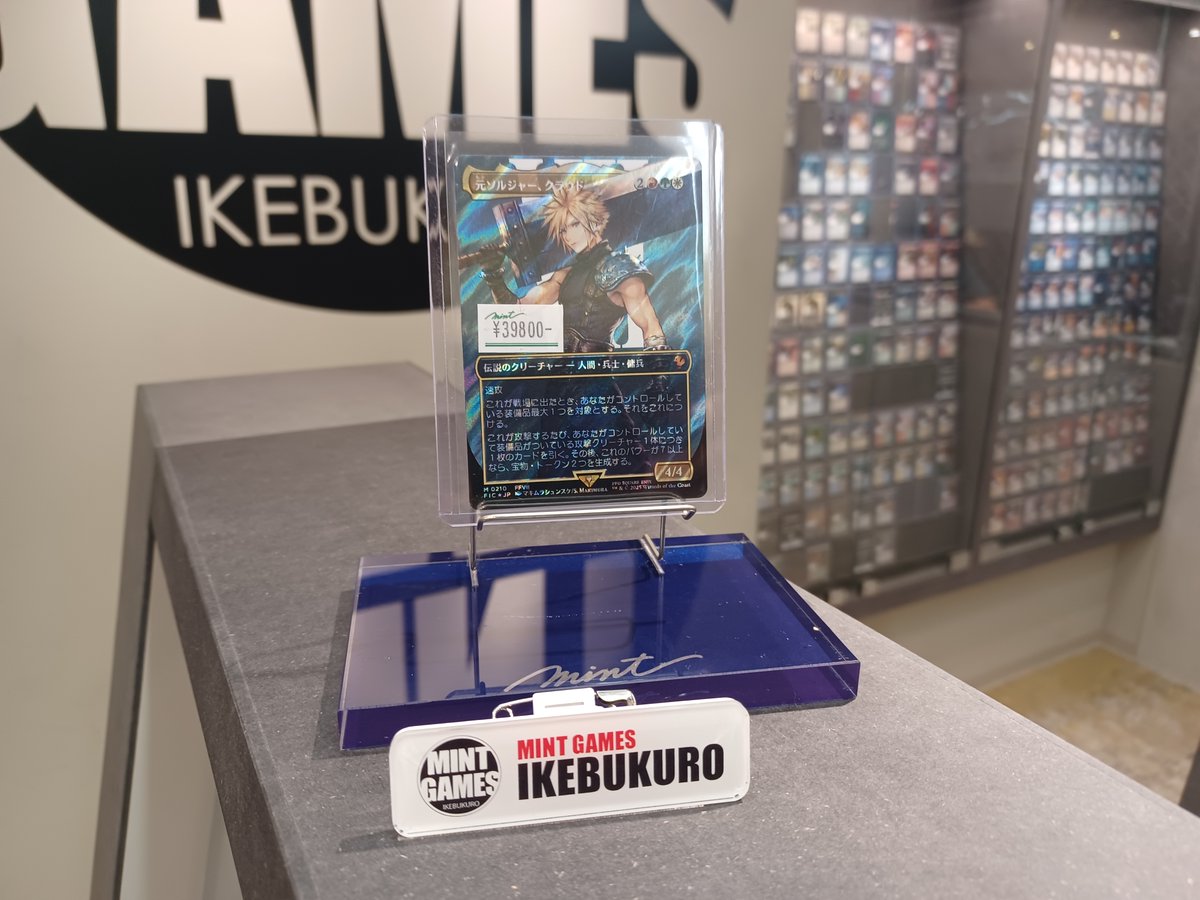 GAMES
IKEBUK
元ソルジャー、クラウド
2
mint
¥39800-
伝説のクリーチャー ― 人間・兵士・傭兵
速攻
これが戦場に出たとき、あなたがコントロールして
いる装備品最大1つを対象とする。それをこれにつ
ける。
これが攻撃するたび、あなたがコントロールしてい
て装備品がついている攻撃クリーチャー1体につき
1枚のカードを引く。その後、これのパワーが7以上
なら、宝物・トークン2つを生成する。
4/4
M 0210 FFVII
FIC★JP
mint
MINT GAMES IKEBUKURO
MINT GAMES
IKEBUKURO